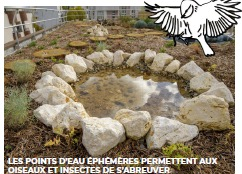 LES POINTS D'EAU ÉPHÉMÈRES PERMETTENT AUX
OISEAUX ET INSECTES DE S'ABREUVER